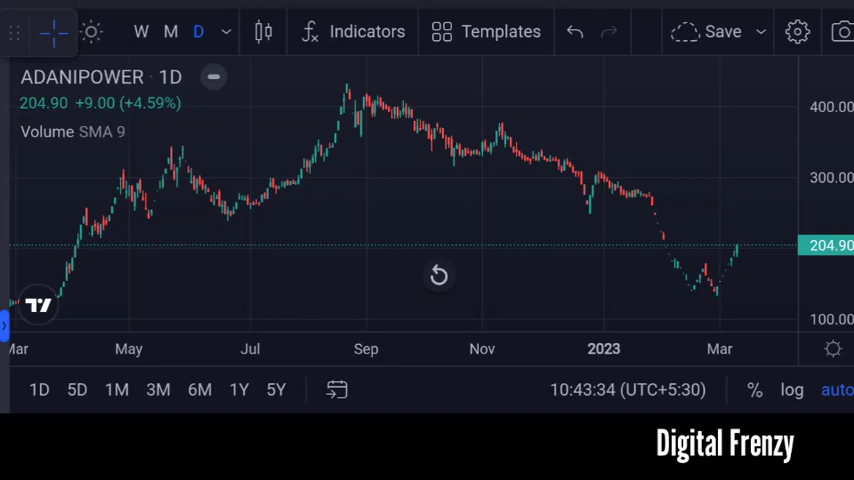 W M D Indicators Templates Save
ADANIPOWER · 1D
204.90 +9.00 (+4.59%)
Volume SMA 9
400.00
300.00
204.90
100.00
Mar May Jul Sep Nov 2023 Mar
1D 5D 1M 3M 6M 1Y 5Y 10:43:34 (UTC+5:30) % log auto
Digital Frenzy